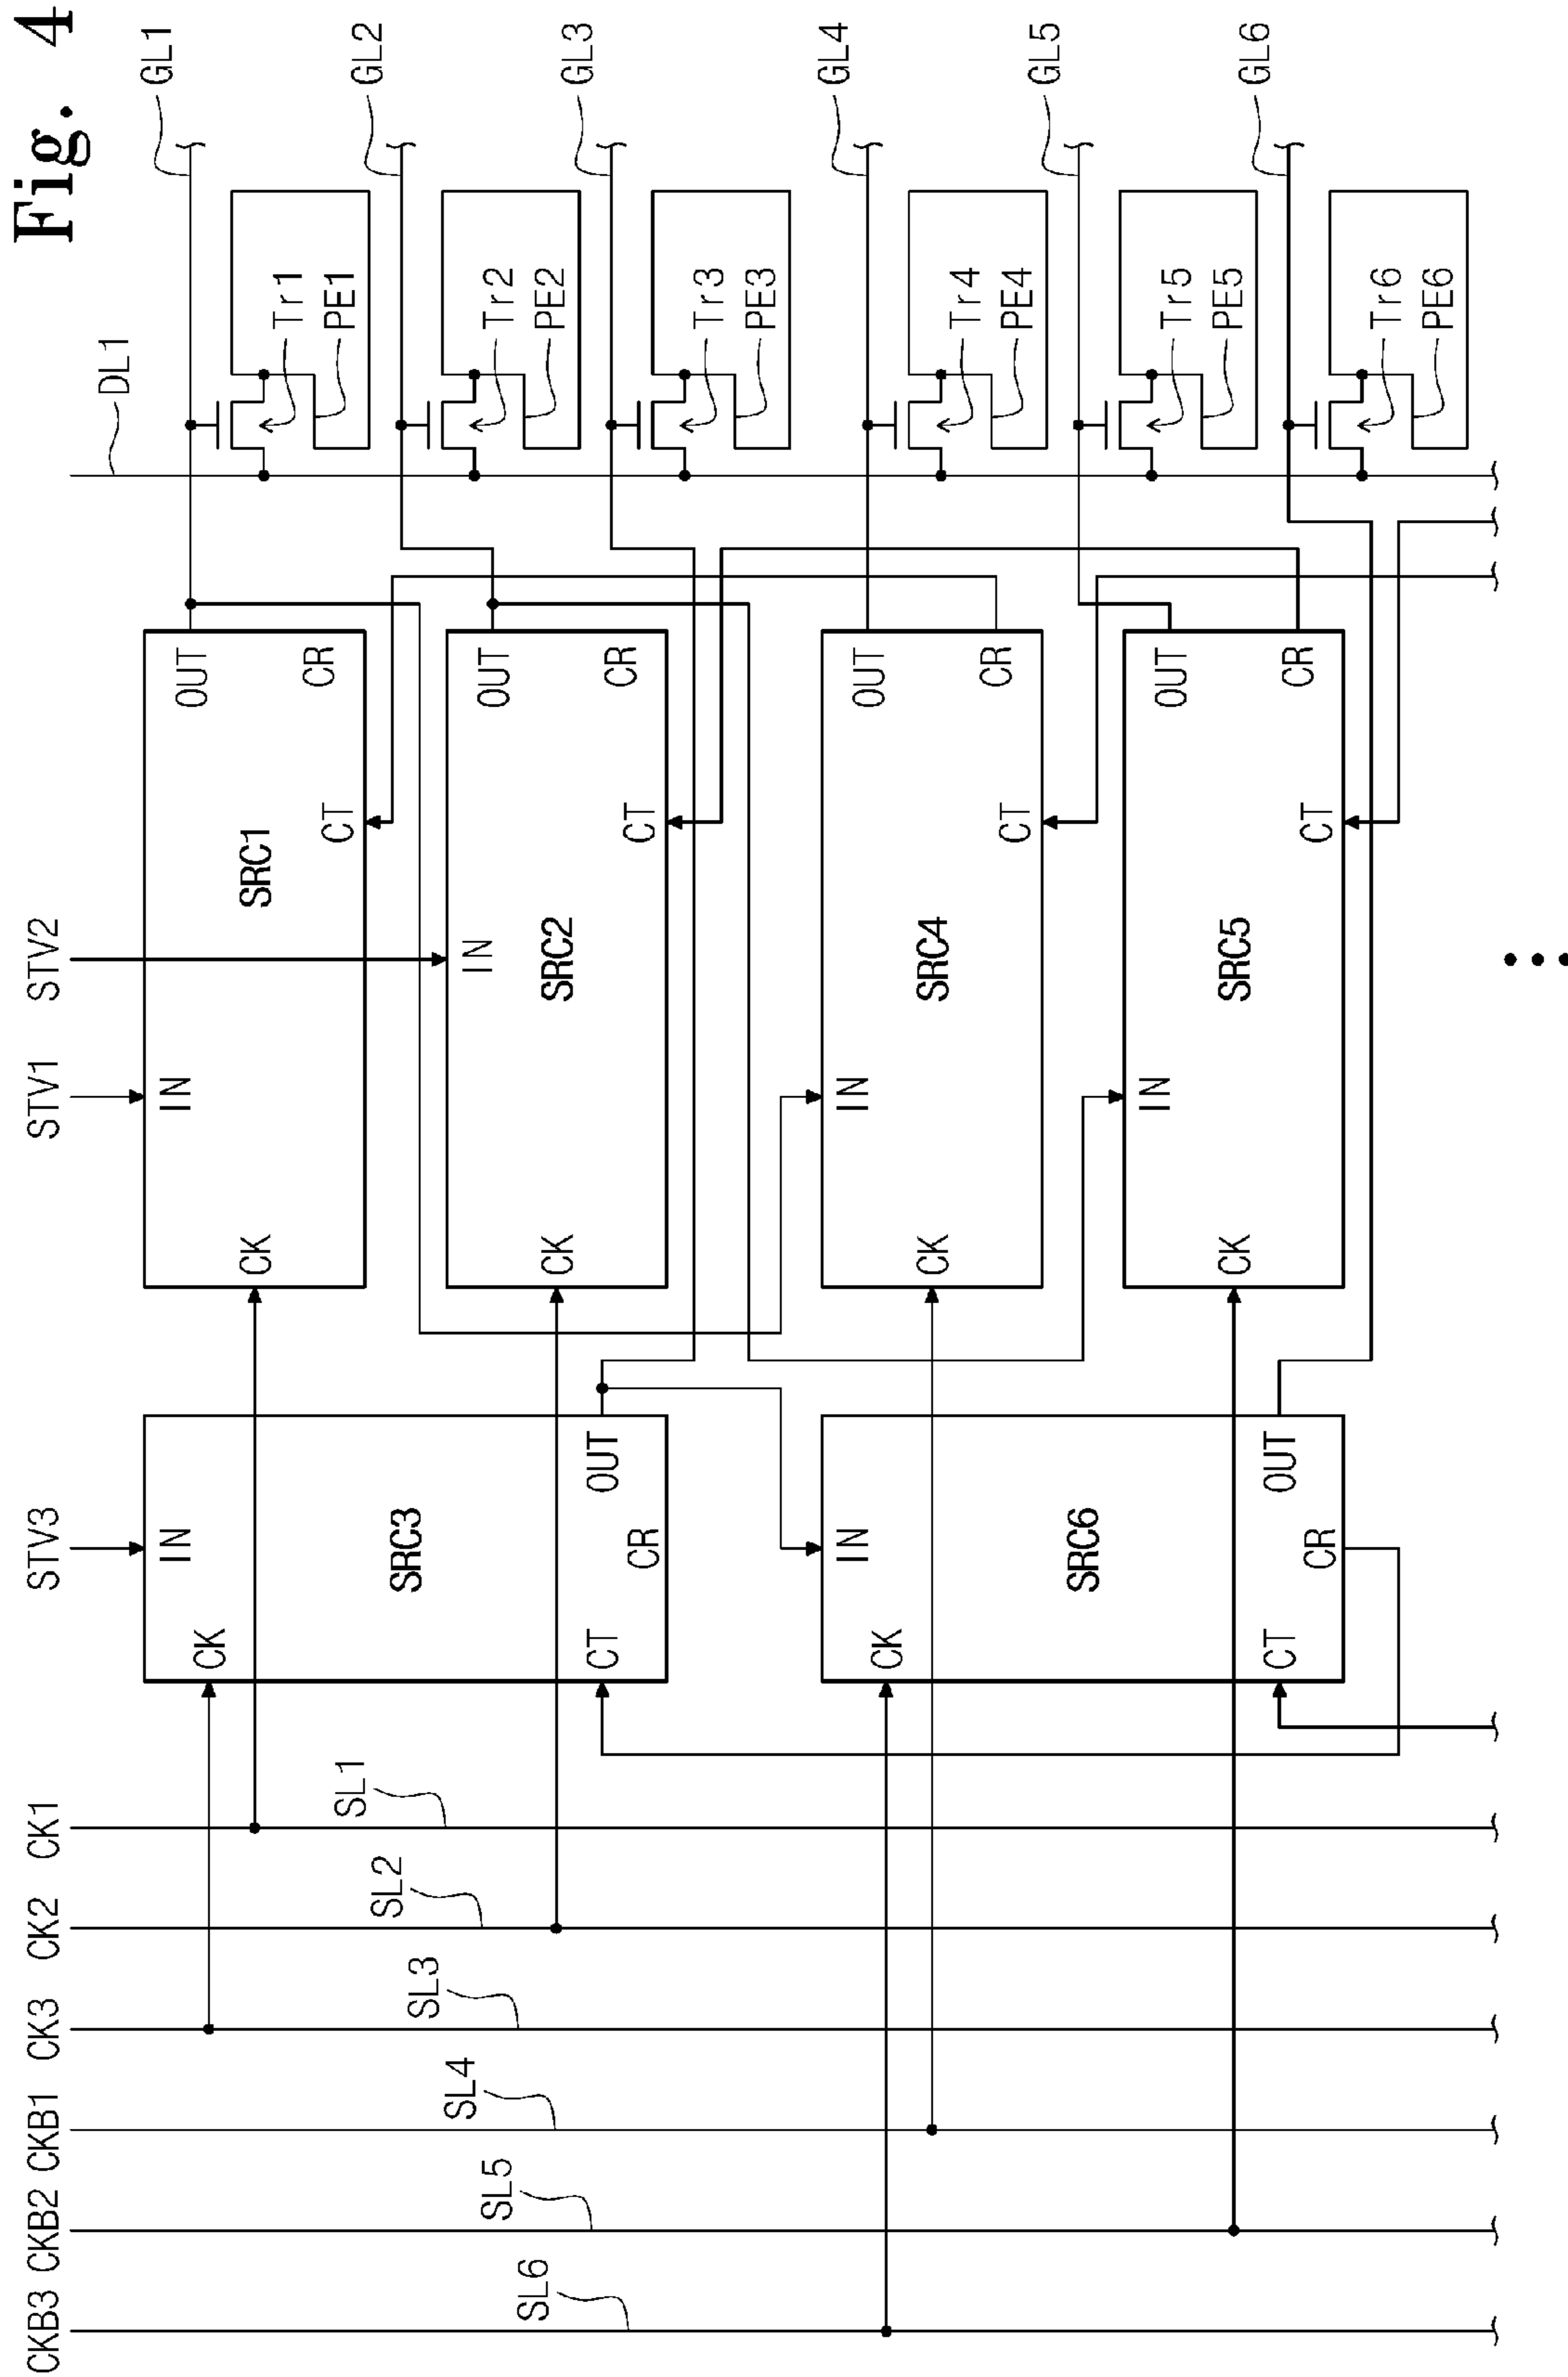 Fig. 4
CKB3 CKB2 CKB1 CK3 CK2 CK1 STV3 STV1 STV2
DL1
GL1
GL2
GL3
GL4
GL5
GL6
SL1
SL2
SL3
SL4
SL5
SL6
IN
CK
SRC3
CT
CR
OUT
IN
CK
SRC1
CT
OUT
CR
IN
CK
SRC2
CT
OUT
CR
IN
CK
SRC6
CT
CR
OUT
IN
CK
SRC4
CT
OUT
CR
IN
CK
SRC5
CT
OUT
CR
Tr1
PE1
Tr2
PE2
Tr3
PE3
Tr4
PE4
Tr5
PE5
Tr6
PE6